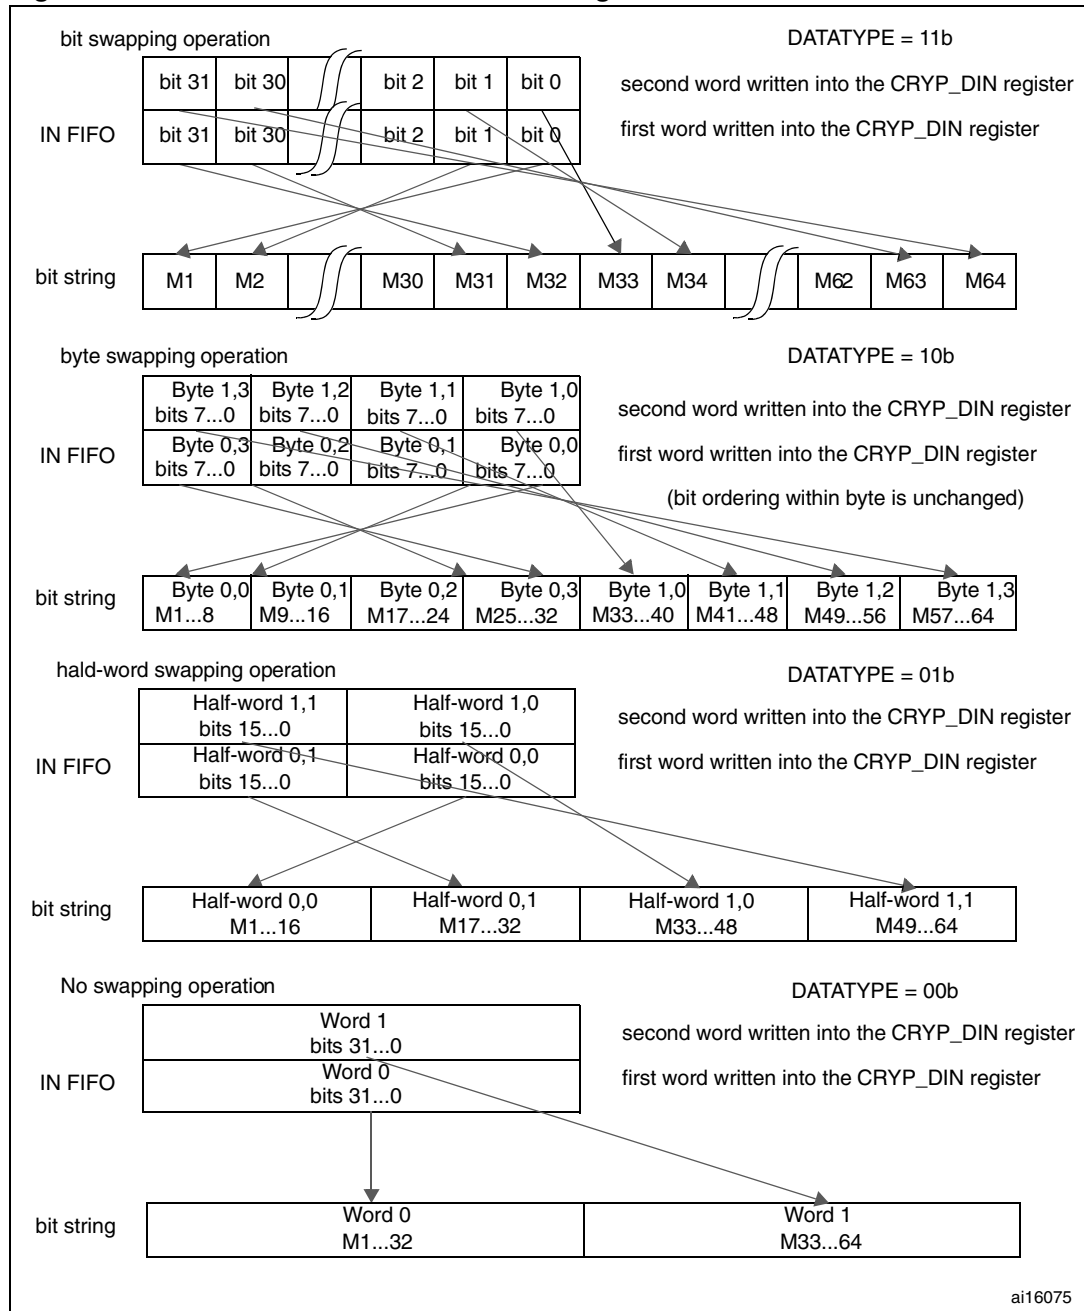 bit swapping operation DATATYPE = 11b
bit 31 bit 30 bit 2 bit 1 bit 0 second word written into the CRYP_DIN register
IN FIFO bit 31 bit 30 bit 2 bit 1 bit 0 first word written into the CRYP_DIN register
bit string M1 M2 M30 M31 M32 M33 M34 M62 M63 M64
byte swapping operation DATATYPE = 10b
Byte 1,3 Byte 1,2 Byte 1,1 Byte 1,0
bits 7...0 bits 7...0 bits 7...0 bits 7...0 second word written into the CRYP_DIN register
Byte 0,3 Byte 0,2 Byte 0,1 Byte 0,0
IN FIFO bits 7...0 bits 7...0 bits 7...0 bits 7...0 first word written into the CRYP_DIN register
(bit ordering within byte is unchanged)
Byte 0,0 Byte 0,1 Byte 0,2 Byte 0,3 Byte 1,0 Byte 1,1 Byte 1,2 Byte 1,3
bit string M1...8 M9...16 M17...24 M25...32 M33...40 M41...48 M49...56 M57...64
hald-word swapping operation DATATYPE = 01b
Half-word 1,1 Half-word 1,0
bits 15...0 bits 15...0 second word written into the CRYP_DIN register
Half-word 0,1 Half-word 0,0
IN FIFO bits 15...0 bits 15...0 first word written into the CRYP_DIN register
Half-word 0,0 Half-word 0,1 Half-word 1,0 Half-word 1,1
bit string M1...16 M17...32 M33...48 M49...64
No swapping operation DATATYPE = 00b
Word 1
bits 31...0 second word written into the CRYP_DIN register
Word 0
IN FIFO bits 31...0 first word written into the CRYP_DIN register
Word 0 Word 1
bit string M1...32 M33...64
ai16075